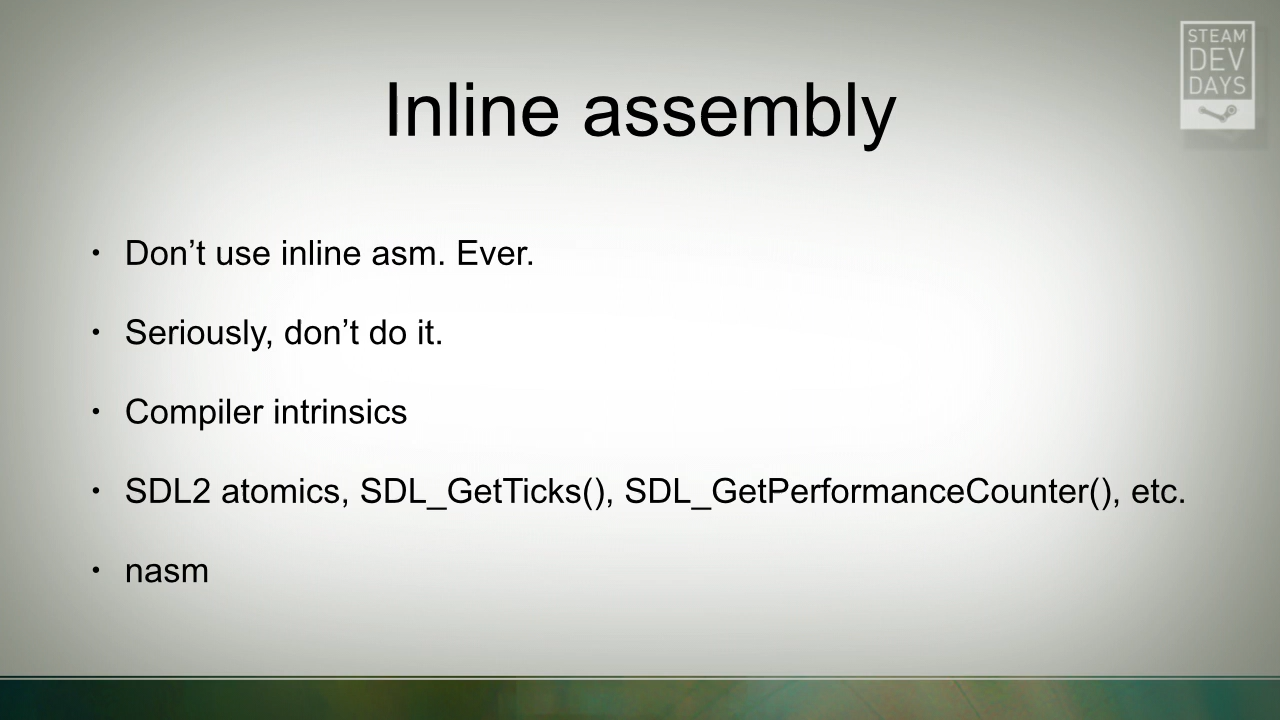 STEAM
DEV
DAYS
Inline assembly
• Don’t use inline asm. Ever.
• Seriously, don’t do it.
• Compiler intrinsics
• SDL2 atomics, SDL_GetTicks(), SDL_GetPerformanceCounter(), etc.
• nasm